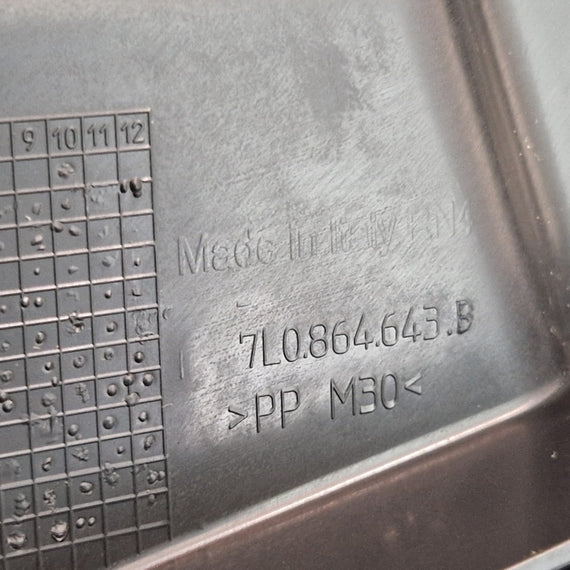 9 10 11 12
Made In Italy
7L0.864.643.B
>PP M30<